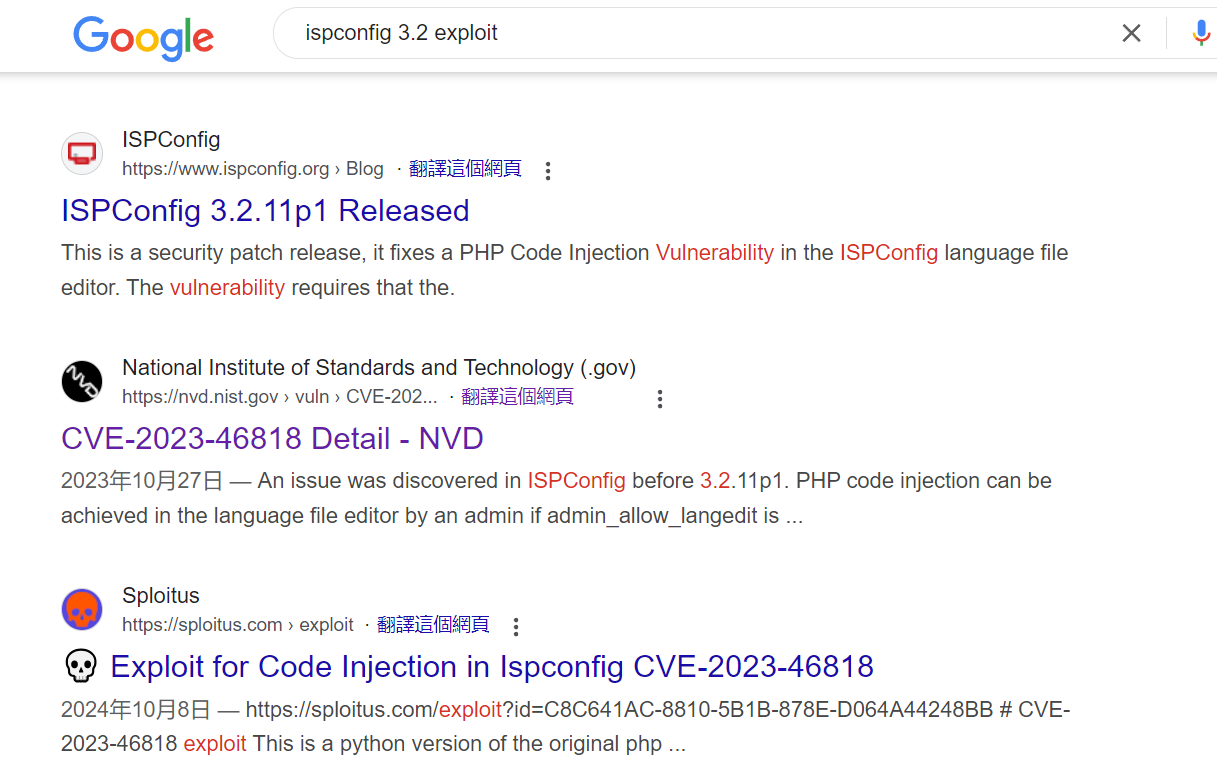 Google
ispconfig 3.2 exploit
ISPConfig
https://www.ispconfig.org › Blog · 翻譯這個網頁
ISPConfig 3.2.11p1 Released
This is a security patch release, it fixes a PHP Code Injection Vulnerability in the ISPConfig language file
editor. The vulnerability requires that the.
NVD
National Institute of Standards and Technology (.gov)
https://nvd.nist.gov › vuln › CVE-202... · 翻譯這個網頁
CVE-2023-46818 Detail - NVD
2023年10月27日 — An issue was discovered in ISPConfig before 3.2.11p1. PHP code injection can be
achieved in the language file editor by an admin if admin_allow_langedit is ...
Sploitus
https://sploitus.com › exploit · 翻譯這個網頁
💀 Exploit for Code Injection in Ispconfig CVE-2023-46818
2024年10月8日 — https://sploitus.com/exploit?id=C8C641AC-8810-5B1B-878E-D064A44248BB # CVE-
2023-46818 exploit This is a python version of the original php ...